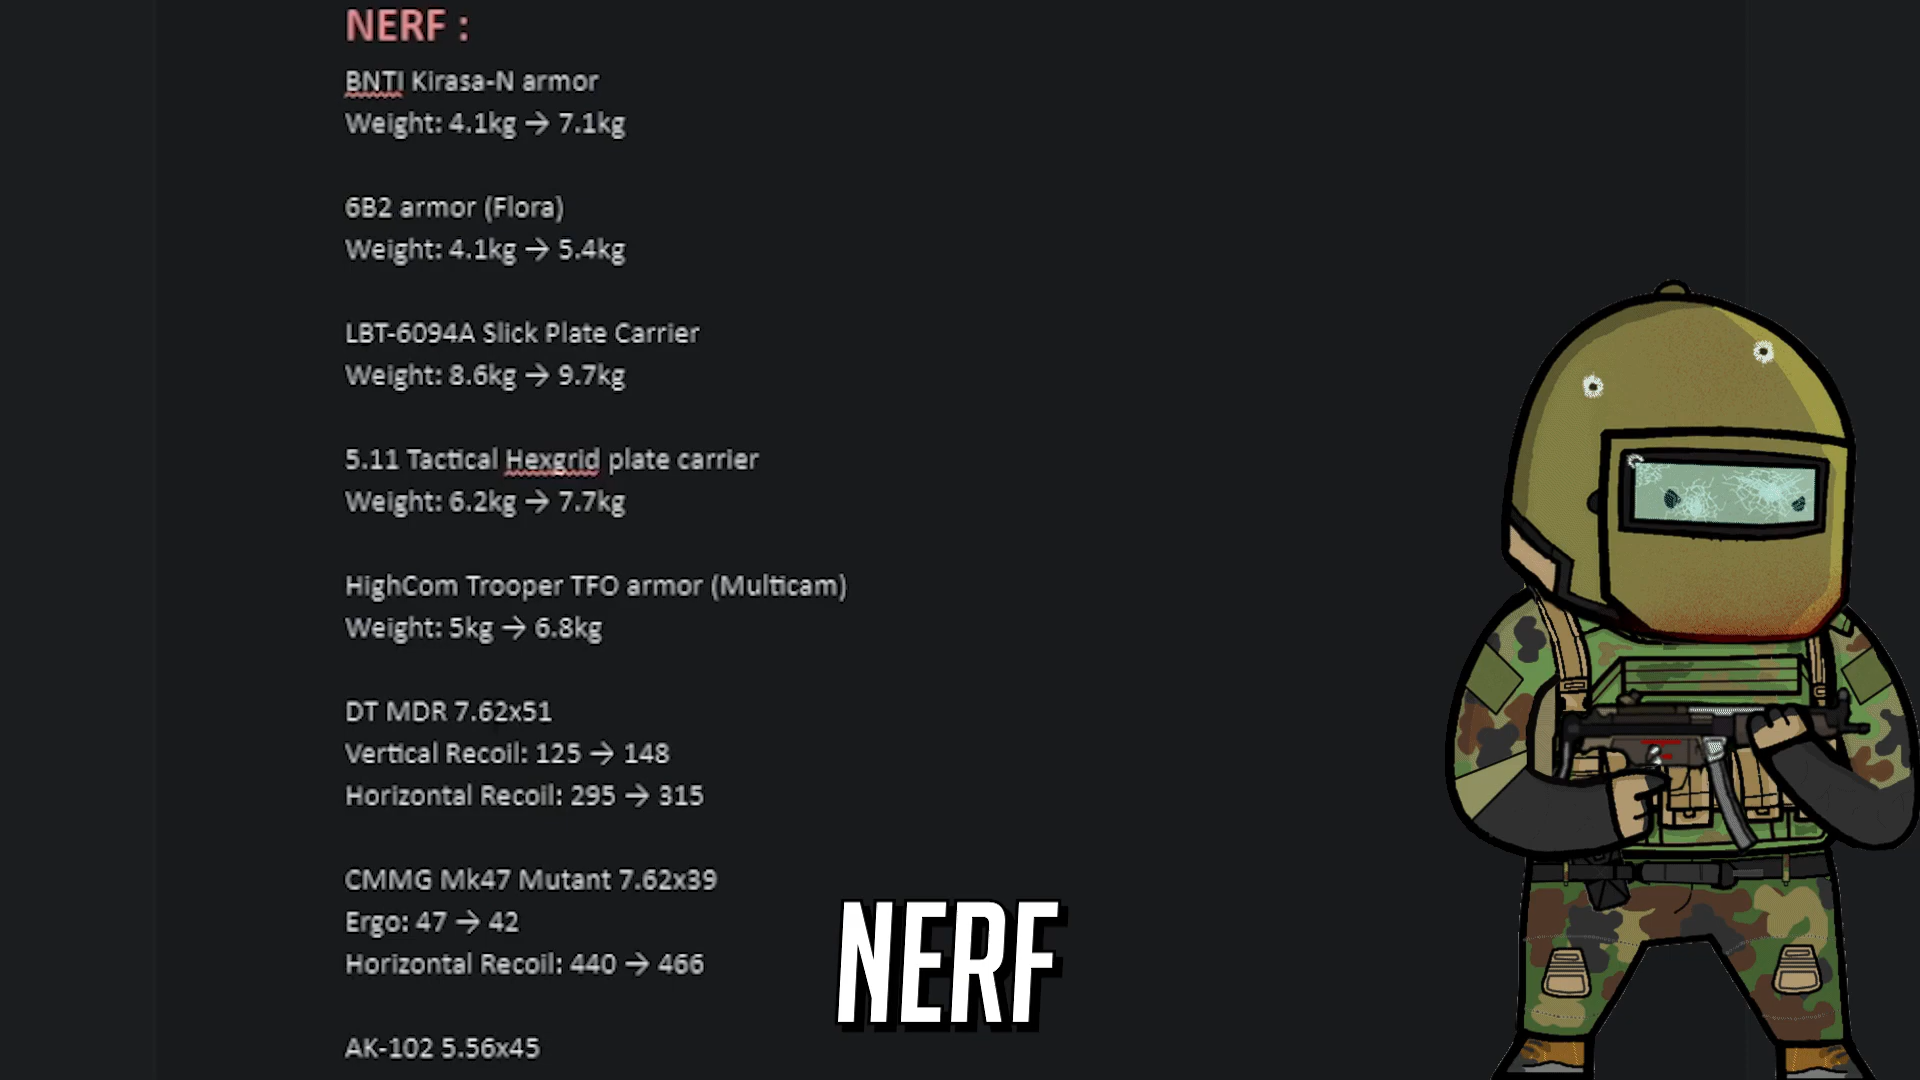 NERF :
BNTI Kirasa-N armor
Weight: 4.1kg → 7.1kg
6B2 armor (Flora)
Weight: 4.1kg → 5.4kg
LBT-6094A Slick Plate Carrier
Weight: 8.6kg → 9.7kg
5.11 Tactical Hexgrid plate carrier
Weight: 6.2kg → 7.7kg
HighCom Trooper TFO armor (Multicam)
Weight: 5kg → 6.8kg
DT MDR 7.62x51
Vertical Recoil: 125 → 148
Horizontal Recoil: 295 → 315
CMMG Mk47 Mutant 7.62x39
Ergo: 47 → 42
Horizontal Recoil: 440 → 466
AK-102 5.56x45
NERF